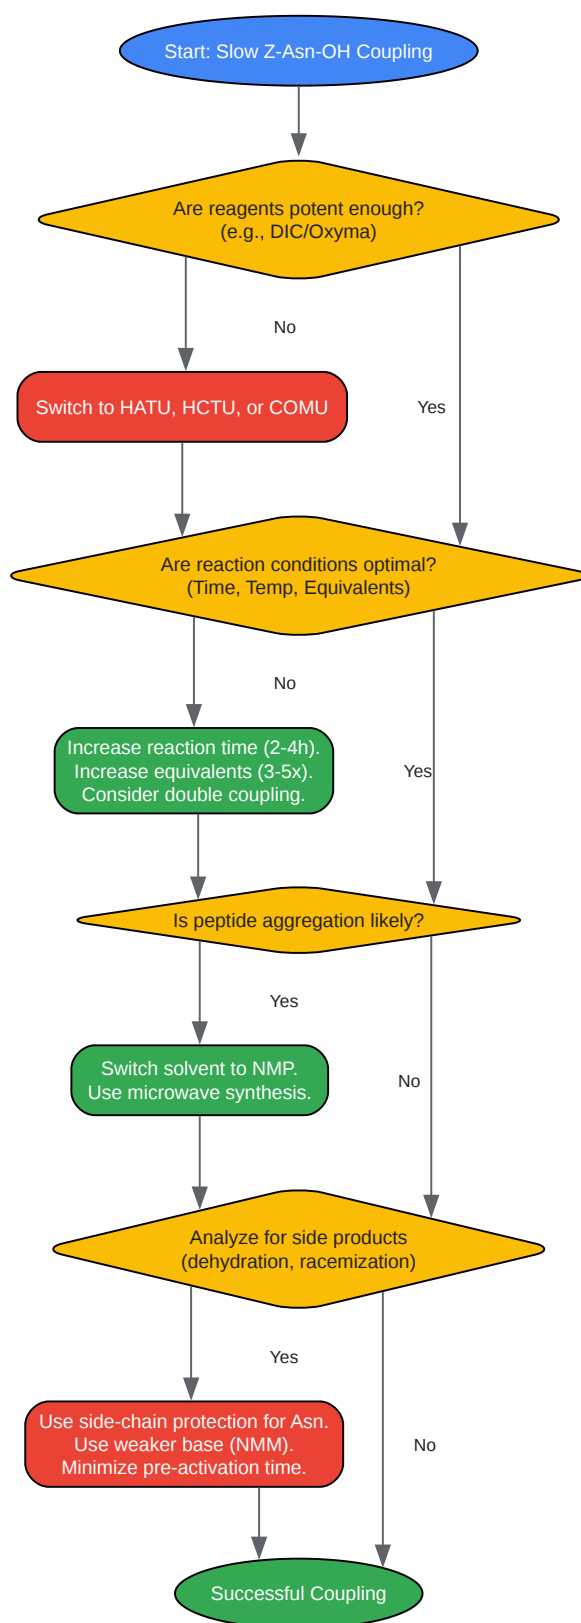 Start: Slow Z-Asn-OH Coupling
Are reagents potent enough?
(e.g., DIC/Oxyma)
No
Switch to HATU, HCTU, or COMU
Yes
Are reaction conditions optimal?
(Time, Temp, Equivalents)
No
Increase reaction time (2-4h).
Increase equivalents (3-5x).
Consider double coupling.
Yes
Is peptide aggregation likely?
Yes
Switch solvent to NMP.
Use microwave synthesis.
No
Analyze for side products
(dehydration, racemization)
Yes
Use side-chain protection for Asn.
Use weaker base (NMM).
Minimize pre-activation time.
No
Successful Coupling